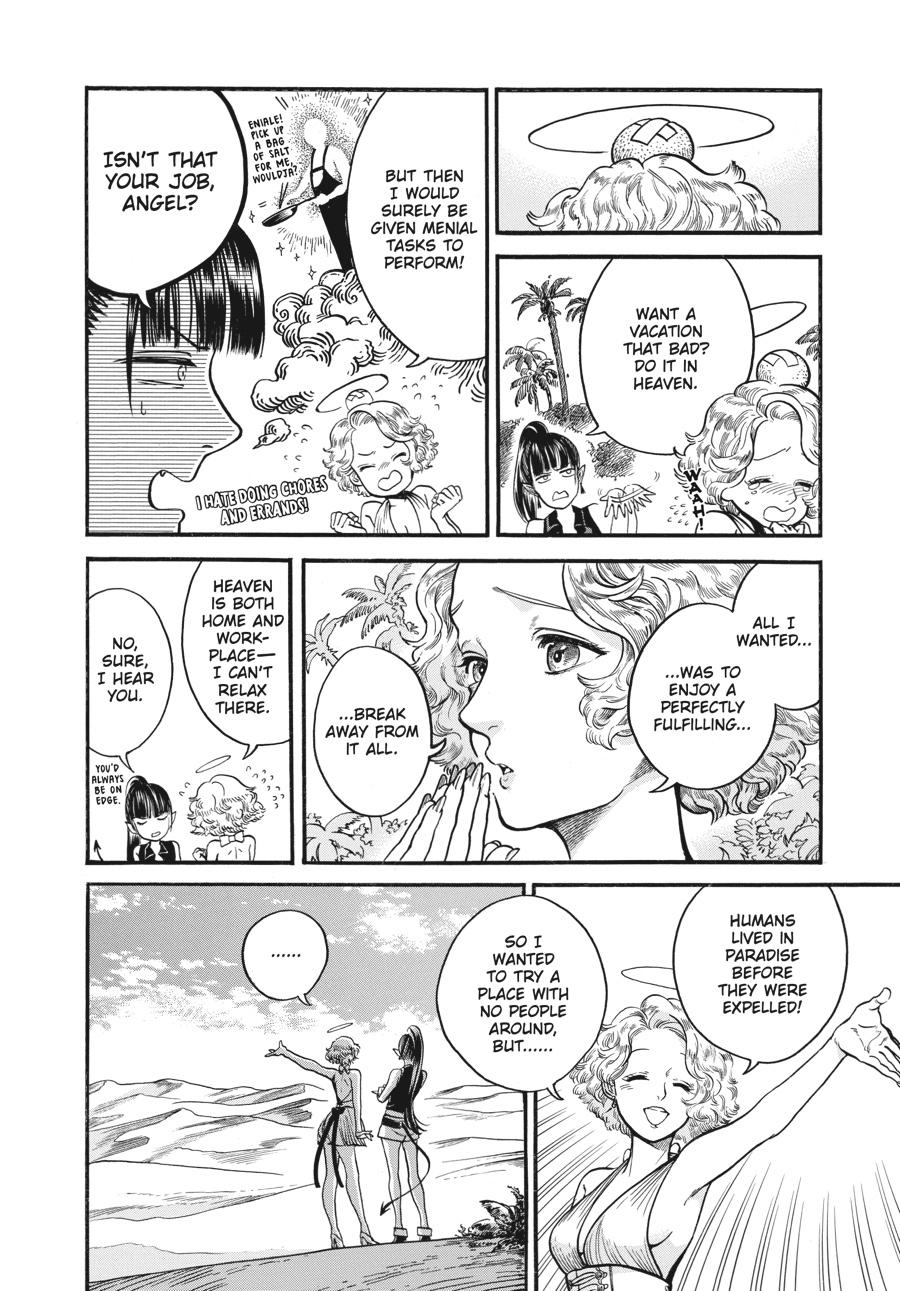 WANT A
VACATION
THAT BAD?
DO IT IN
HEAVEN.
WAAH!
BUT THEN
I WOULD
SURELY BE
GIVEN MENIAL
TASKS TO
PERFORM!
ENIALE!
PICK UP
A BAG
OF SALT
FOR ME,
WOULDJA?
I HATE DOING CHORES
AND ERRANDS!
ISN'T THAT
YOUR JOB,
ANGEL?
ALL I
WANTED...
...WAS TO
ENJOY A
PERFECTLY
FULFILLING...
...BREAK
AWAY FROM
IT ALL.
HEAVEN
IS BOTH
HOME AND
WORK-
PLACE—
I CAN'T
RELAX
THERE.
NO,
SURE,
I HEAR
YOU.
YOU'D
ALWAYS
BE ON
EDGE.
HUMANS
LIVED IN
PARADISE
BEFORE
THEY WERE
EXPELLED!
SO I
WANTED
TO TRY
A PLACE WITH
NO PEOPLE
AROUND,
BUT......
......